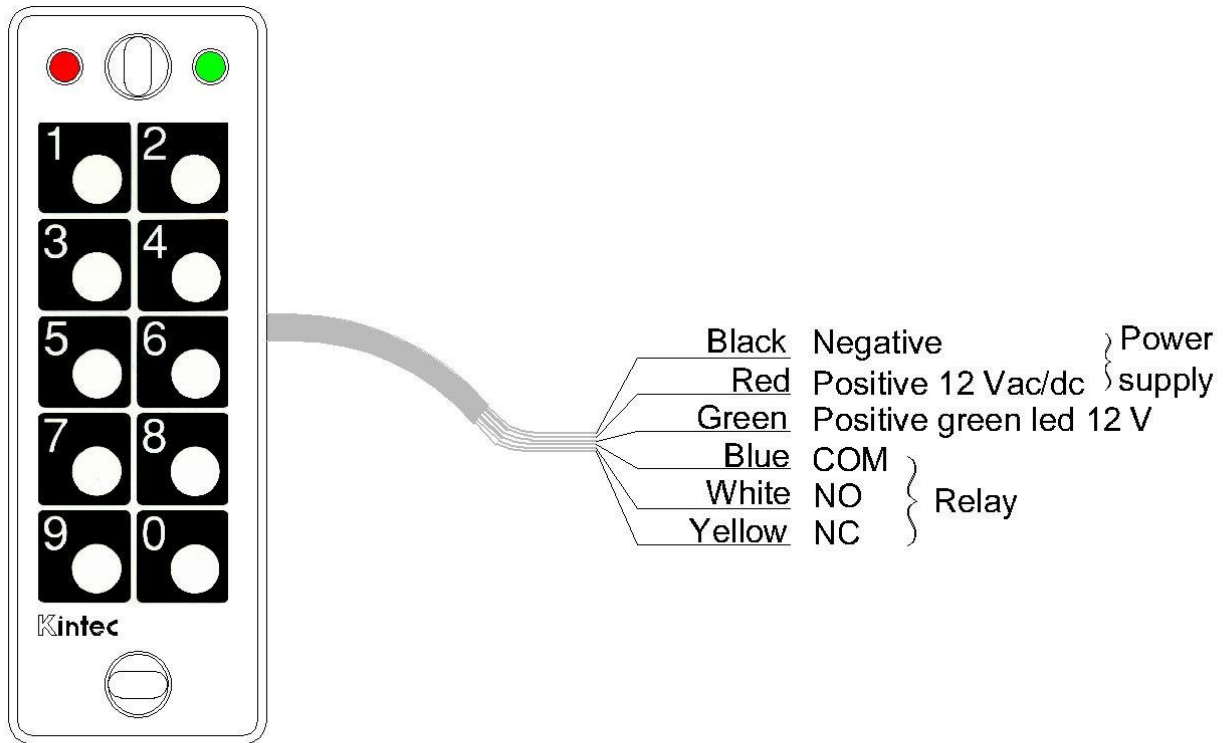 1 2
3 4
5 6
7 8
9 0
Kintec
Black Negative
Red Positive 12 Vac/dc
Power
supply
Green Positive green led 12 V
Blue COM
White NO
Yellow NC
Relay